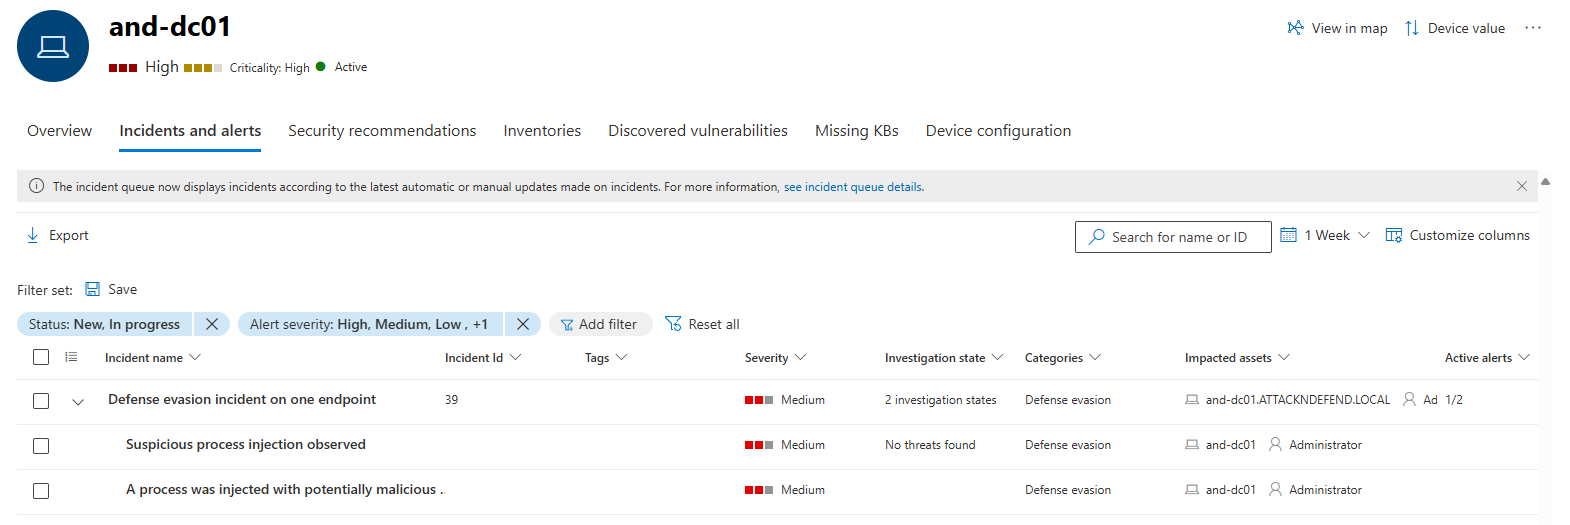 and-dc01
View in map Device value ...
High Criticality: High Active
Overview Incidents and alerts Security recommendations Inventories Discovered vulnerabilities Missing KBs Device configuration
The incident queue now displays incidents according to the latest automatic or manual updates made on incidents. For more information, see incident queue details.
Export Search for name or ID 1 Week Customize columns
Filter set: Save
Status: New, In progress Alert severity: High, Medium, Low , +1 Add filter Reset all
Incident name Incident Id Tags Severity Investigation state Categories Impacted assets Active alerts
Defense evasion incident on one endpoint 39 Medium 2 investigation states Defense evasion and-dc01.ATTACKNDEFEND.LOCAL Ad 1/2
Suspicious process injection observed Medium No threats found Defense evasion and-dc01 Administrator
A process was injected with potentially malicious .. Medium Defense evasion and-dc01 Administrator